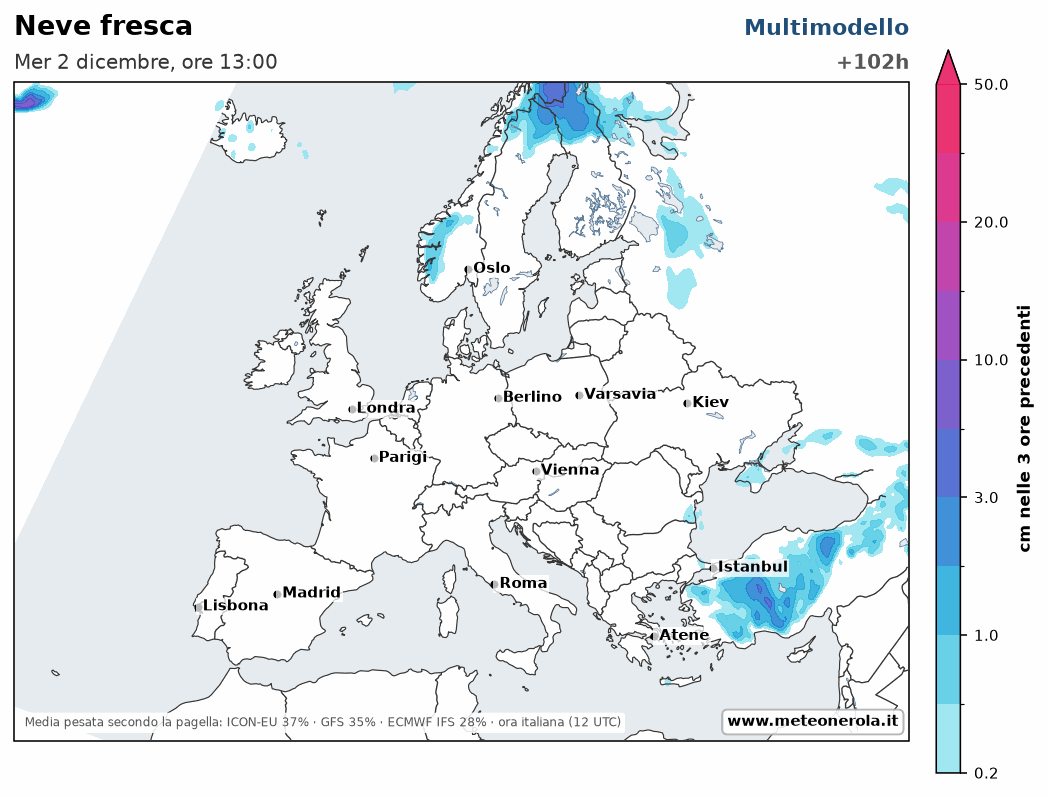 Neve fresca
Multimodello
Mer 2 dicembre, ore 13:00
+102h
50.0
20.0
10.0
3.0
1.0
0.2
cm nelle 3 ore precedenti
Oslo
Berlino
Varsavia
Kiev
Londra
Parigi
Vienna
Istanbul
Roma
Madrid
Lisbona
Atene
Media pesata secondo la pagella: ICON-EU 37% · GFS 35% · ECMWF IFS 28% · ora italiana (12 UTC)
www.meteonerola.it